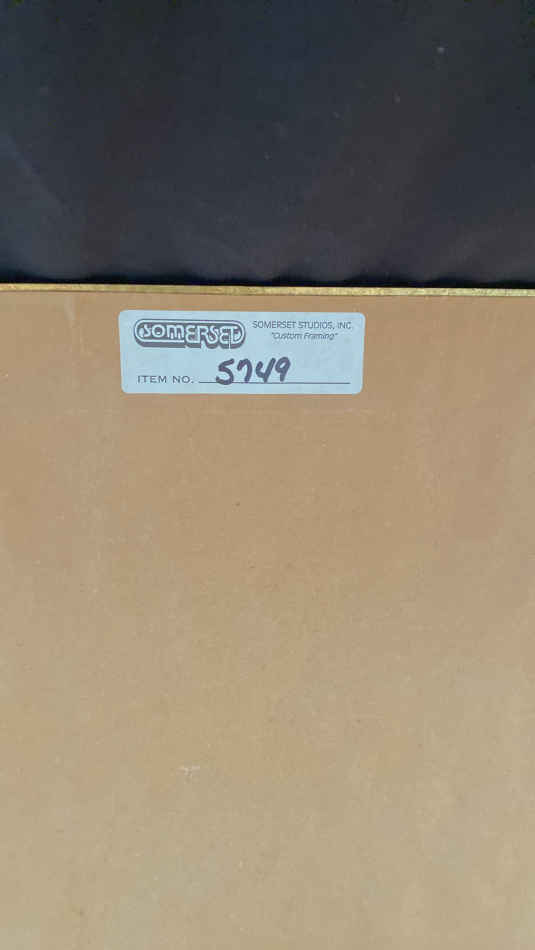 SOMERSET
SOMERSET STUDIOS, INC.
"Custom Framing"
ITEM NO. 5749